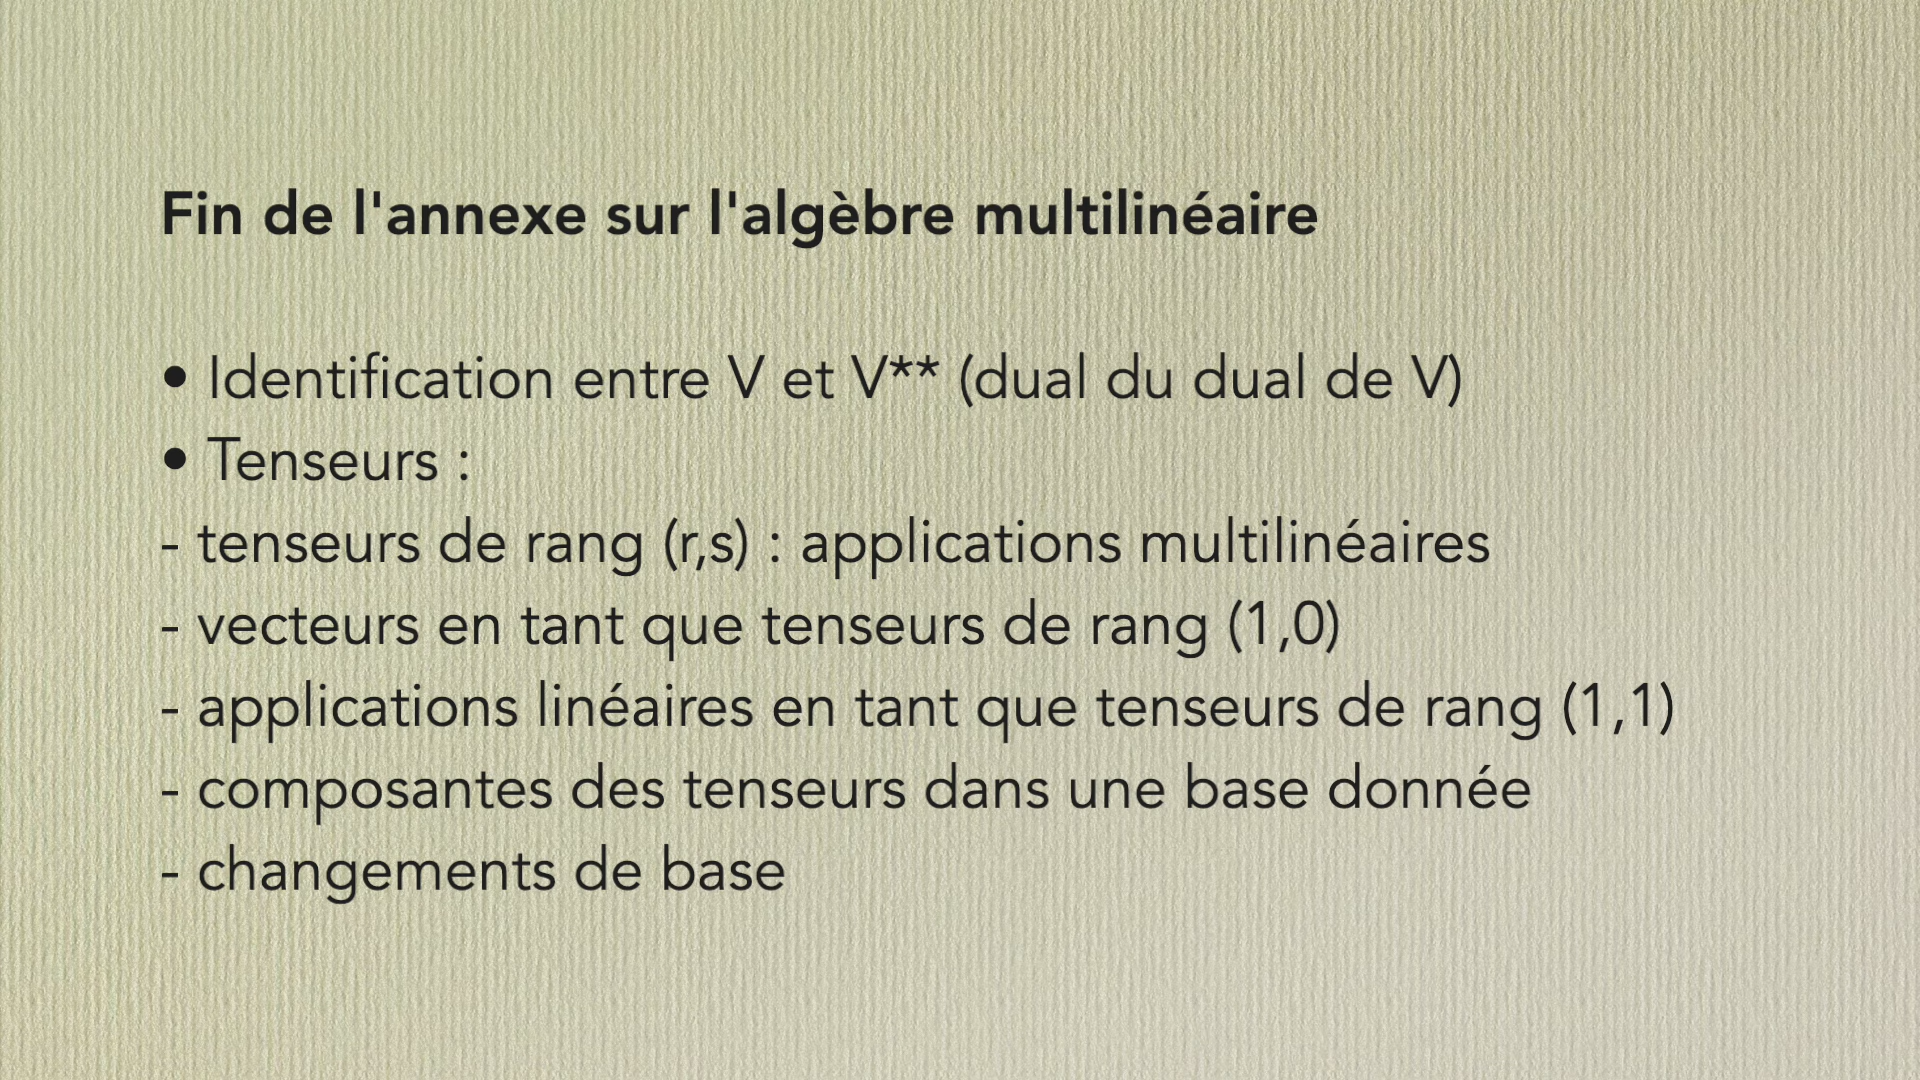 Fin de l'annexe sur l'algèbre multilinéaire
• Identification entre V et V** (dual du dual de V)
• Tenseurs :
- tenseurs de rang (r,s) : applications multilinéaires
- vecteurs en tant que tenseurs de rang (1,0)
- applications linéaires en tant que tenseurs de rang (1,1)
- composantes des tenseurs dans une base donnée
- changements de base